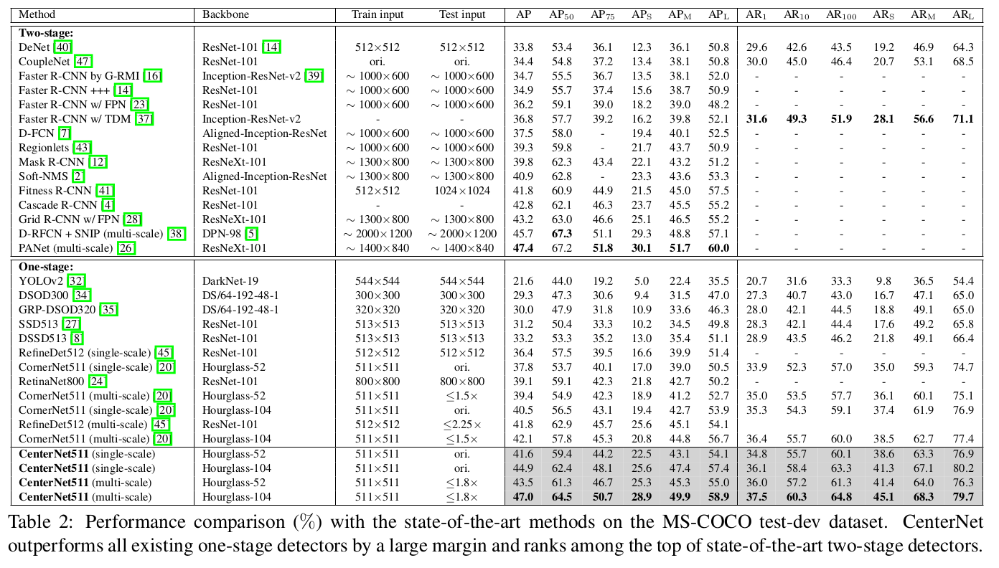 Method Backbone Train input Test input AP AP50 AP75 APS APM APL AR1 AR10 AR100 ARS ARM ARL
Two-stage:
DeNet [40] ResNet-101 [14] 512×512 512×512 33.8 53.4 36.1 12.3 36.1 50.8 29.6 42.6 43.5 19.2 46.9 64.3
CoupleNet [47] ResNet-101 ori. ori. 34.4 54.8 37.2 13.4 38.1 50.8 30.0 45.0 46.4 20.7 53.1 68.5
Faster R-CNN by G-RMI [16] Inception-ResNet-v2 [39] ∼ 1000×600 ∼ 1000×600 34.7 55.5 36.7 13.5 38.1 52.0 - - - - - -
Faster R-CNN +++ [14] ResNet-101 ∼ 1000×600 ∼ 1000×600 34.9 55.7 37.4 15.6 38.7 50.9 - - - - - -
Faster R-CNN w/ FPN [23] ResNet-101 ∼ 1000×600 ∼ 1000×600 36.2 59.1 39.0 18.2 39.0 48.2 - - - - - -
Faster R-CNN w/ TDM [37] Inception-ResNet-v2 - - 36.8 57.7 39.2 16.2 39.8 52.1 31.6 49.3 51.9 28.1 56.6 71.1
D-FCN [7] Aligned-Inception-ResNet ∼ 1000×600 ∼ 1000×600 37.5 58.0 - 19.4 40.1 52.5 - - - - - -
Regionlets [43] ResNet-101 ∼ 1000×600 ∼ 1000×600 39.3 59.8 - 21.7 43.7 50.9 - - - - - -
Mask R-CNN [12] ResNeXt-101 ∼ 1300×800 ∼ 1300×800 39.8 62.3 43.4 22.1 43.2 51.2 - - - - - -
Soft-NMS [2] Aligned-Inception-ResNet ∼ 1300×800 ∼ 1300×800 40.9 62.8 - 23.3 43.6 53.3 - - - - - -
Fitness R-CNN [41] ResNet-101 512×512 1024×1024 41.8 60.9 44.9 21.5 45.0 57.5 - - - - - -
Cascade R-CNN [4] ResNet-101 - - 42.8 62.1 46.3 23.7 45.5 55.2 - - - - - -
Grid R-CNN w/ FPN [28] ResNeXt-101 ∼ 1300×800 ∼ 1300×800 43.2 63.0 46.6 25.1 46.5 55.2 - - - - - -
D-RFCN + SNIP (multi-scale) [38] DPN-98 [5] ∼ 2000×1200 ∼ 2000×1200 45.7 67.3 51.1 29.3 48.8 57.1 - - - - - -
PANet (multi-scale) [26] ResNeXt-101 ∼ 1400×840 ∼ 1400×840 47.4 67.2 51.8 30.1 51.7 60.0 - - - - - -
One-stage:
YOLOv2 [32] DarkNet-19 544×544 544×544 21.6 44.0 19.2 5.0 22.4 35.5 20.7 31.6 33.3 9.8 36.5 54.4
DSOD300 [34] DS/64-192-48-1 300×300 300×300 29.3 47.3 30.6 9.4 31.5 47.0 27.3 40.7 43.0 16.7 47.1 65.0
GRP-DSOD320 [35] DS/64-192-48-1 320×320 320×320 30.0 47.9 31.8 10.9 33.6 46.3 28.0 42.1 44.5 18.8 49.1 65.0
SSD513 [27] ResNet-101 513×513 513×513 31.2 50.4 33.3 10.2 34.5 49.8 28.3 42.1 44.4 17.6 49.2 65.8
DSSD513 [8] ResNet-101 513×513 513×513 33.2 53.3 35.2 13.0 35.4 51.1 28.9 43.5 46.2 21.8 49.1 66.4
RefineDet512 (single-scale) [45] ResNet-101 512×512 512×512 36.4 57.5 39.5 16.6 39.9 51.4 - - - - - -
CornerNet511 (single-scale) [20] Hourglass-52 511×511 ori. 37.8 53.7 40.1 17.0 39.0 50.5 33.9 52.3 57.0 35.0 59.3 74.7
RetinaNet800 [24] ResNet-101 800×800 800×800 39.1 59.1 42.3 21.8 42.7 50.2 - - - - - -
CornerNet511 (multi-scale) [20] Hourglass-52 511×511 ≤1.5× 39.4 54.9 42.3 18.9 41.2 52.7 35.0 53.5 57.7 36.1 60.1 75.1
CornerNet511 (single-scale) [20] Hourglass-104 511×511 ori. 40.5 56.5 43.1 19.4 42.7 53.9 35.3 54.3 59.1 37.4 61.9 76.9
RefineDet512 (multi-scale) [45] ResNet-101 512×512 ≤2.25× 41.8 62.9 45.7 25.6 45.1 54.1
CornerNet511 (multi-scale) [20] Hourglass-104 511×511 ≤1.5× 42.1 57.8 45.3 20.8 44.8 56.7 36.4 55.7 60.0 38.5 62.7 77.4
CenterNet511 (single-scale) Hourglass-52 511×511 ori. 41.6 59.4 44.2 22.5 43.1 54.1 34.8 55.7 60.1 38.6 63.3 76.9
CenterNet511 (single-scale) Hourglass-104 511×511 ori. 44.9 62.4 48.1 25.6 47.4 57.4 36.1 58.4 63.3 41.3 67.1 80.2
CenterNet511 (multi-scale) Hourglass-52 511×511 ≤1.8× 43.5 61.3 46.7 25.3 45.3 55.0 36.0 57.2 61.3 41.4 64.0 76.3
CenterNet511 (multi-scale) Hourglass-104 511×511 ≤1.8× 47.0 64.5 50.7 28.9 49.9 58.9 37.5 60.3 64.8 45.1 68.3 79.7
Table 2: Performance comparison (%) with the state-of-the-art methods on the MS-COCO test-dev dataset. CenterNet
outperforms all existing one-stage detectors by a large margin and ranks among the top of state-of-the-art two-stage detectors.